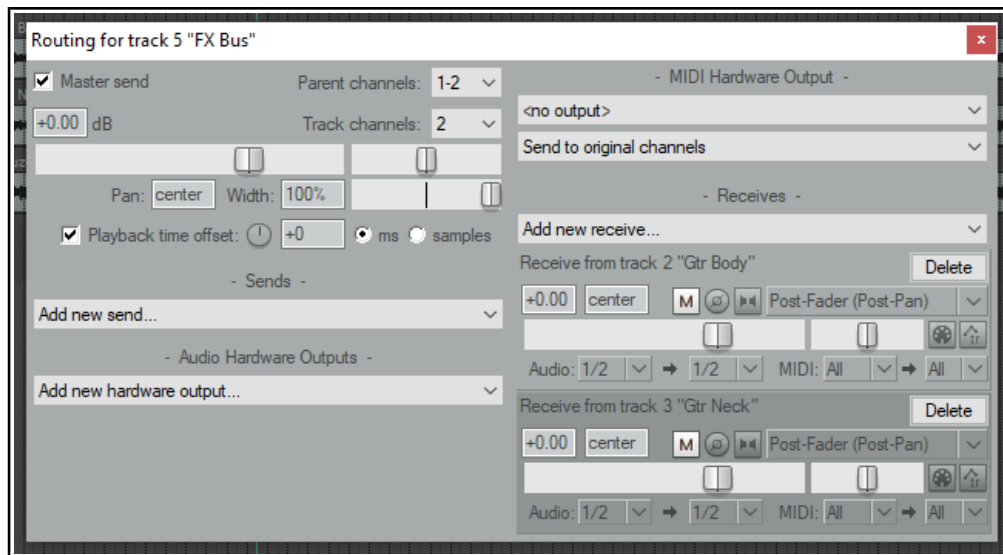 Routing for track 5 "FX Bus"
x
Master send
Parent channels: 1-2
+0.00 dB
Track channels: 2
Pan: center Width: 100%
Playback time offset: +0 ms samples
- Sends -
Add new send...
- Audio Hardware Outputs -
Add new hardware output...
- MIDI Hardware Output -
<no output>
Send to original channels
- Receives -
Add new receive...
Receive from track 2 "Gtr Body"
Delete
+0.00 center M Post-Fader (Post-Pan)
tr
Audio: 1/2 1/2 MIDI: All All
Receive from track 3 "Gtr Neck"
Delete
+0.00 center M Post-Fader (Post-Pan)
tr
Audio: 1/2 1/2 MIDI: All All